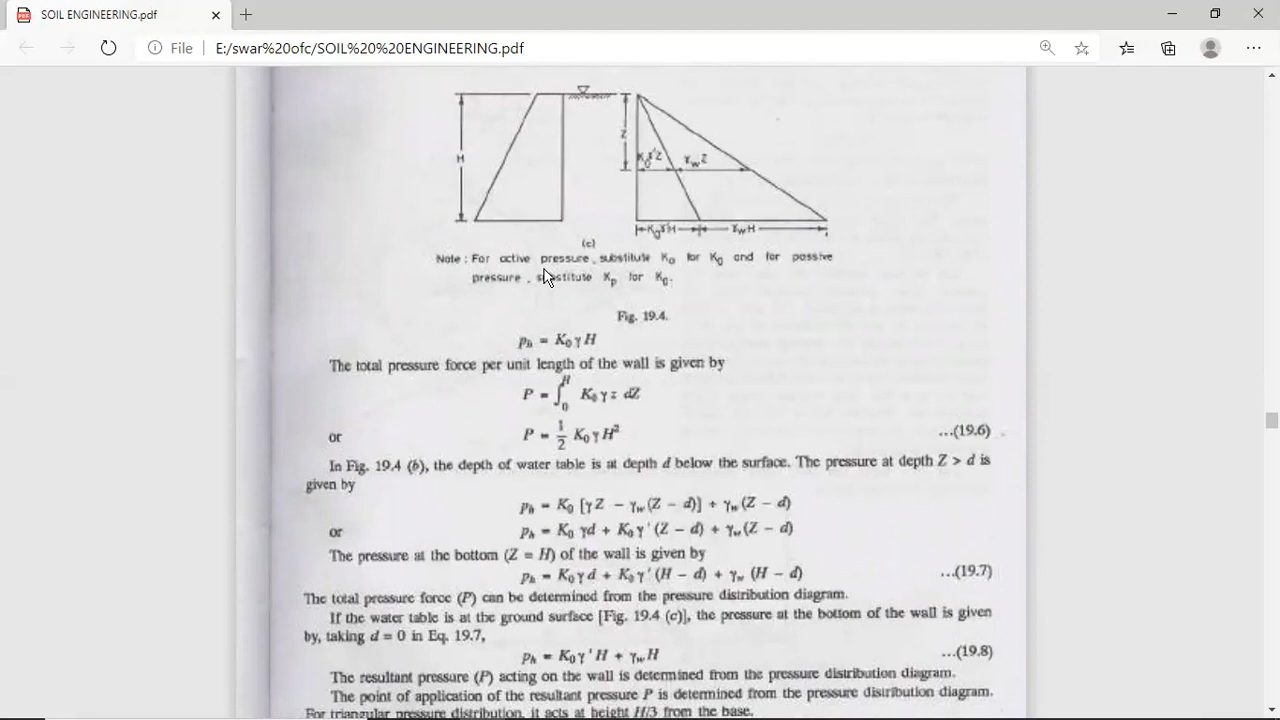 SOIL ENGINEERING.pdf
File E:/swar%20ofc/SOIL%20%20ENGINEERING.pdf
H
Z
K₀γ'Z γwZ
K₀γ'H γwH
(c)
Note : For active pressure, substitute Ka for K₀ and for passive
pressure, substitute Kp for K₀.
Fig. 19.4.
pₕ = K₀ γ H
The total pressure force per unit length of the wall is given by
P = ∫₀ᴴ K₀ γ z dZ
or P = 1/2 K₀ γ H² ...(19.6)
In Fig. 19.4 (b), the depth of water table is at depth d below the surface. The pressure at depth Z > d is
given by
pₕ = K₀ [γ Z − γw (Z − d)] + γw (Z − d)
or pₕ = K₀ γd + K₀ γ' (Z − d) + γw (Z − d)
The pressure at the bottom (Z = H) of the wall is given by
pₕ = K₀ γ d + K₀ γ' (H − d) + γw (H − d) ...(19.7)
The total pressure force (P) can be determined from the pressure distribution diagram.
If the water table is at the ground surface [Fig. 19.4 (c)], the pressure at the bottom of the wall is given
by, taking d = 0 in Eq. 19.7,
pₕ = K₀ γ' H + γw H ...(19.8)
The resultant pressure (P) acting on the wall is determined from the pressure distribution diagram.
The point of application of the resultant pressure P is determined from the pressure distribution diagram.
For triangular pressure distribution, it acts at height H/3 from the base.